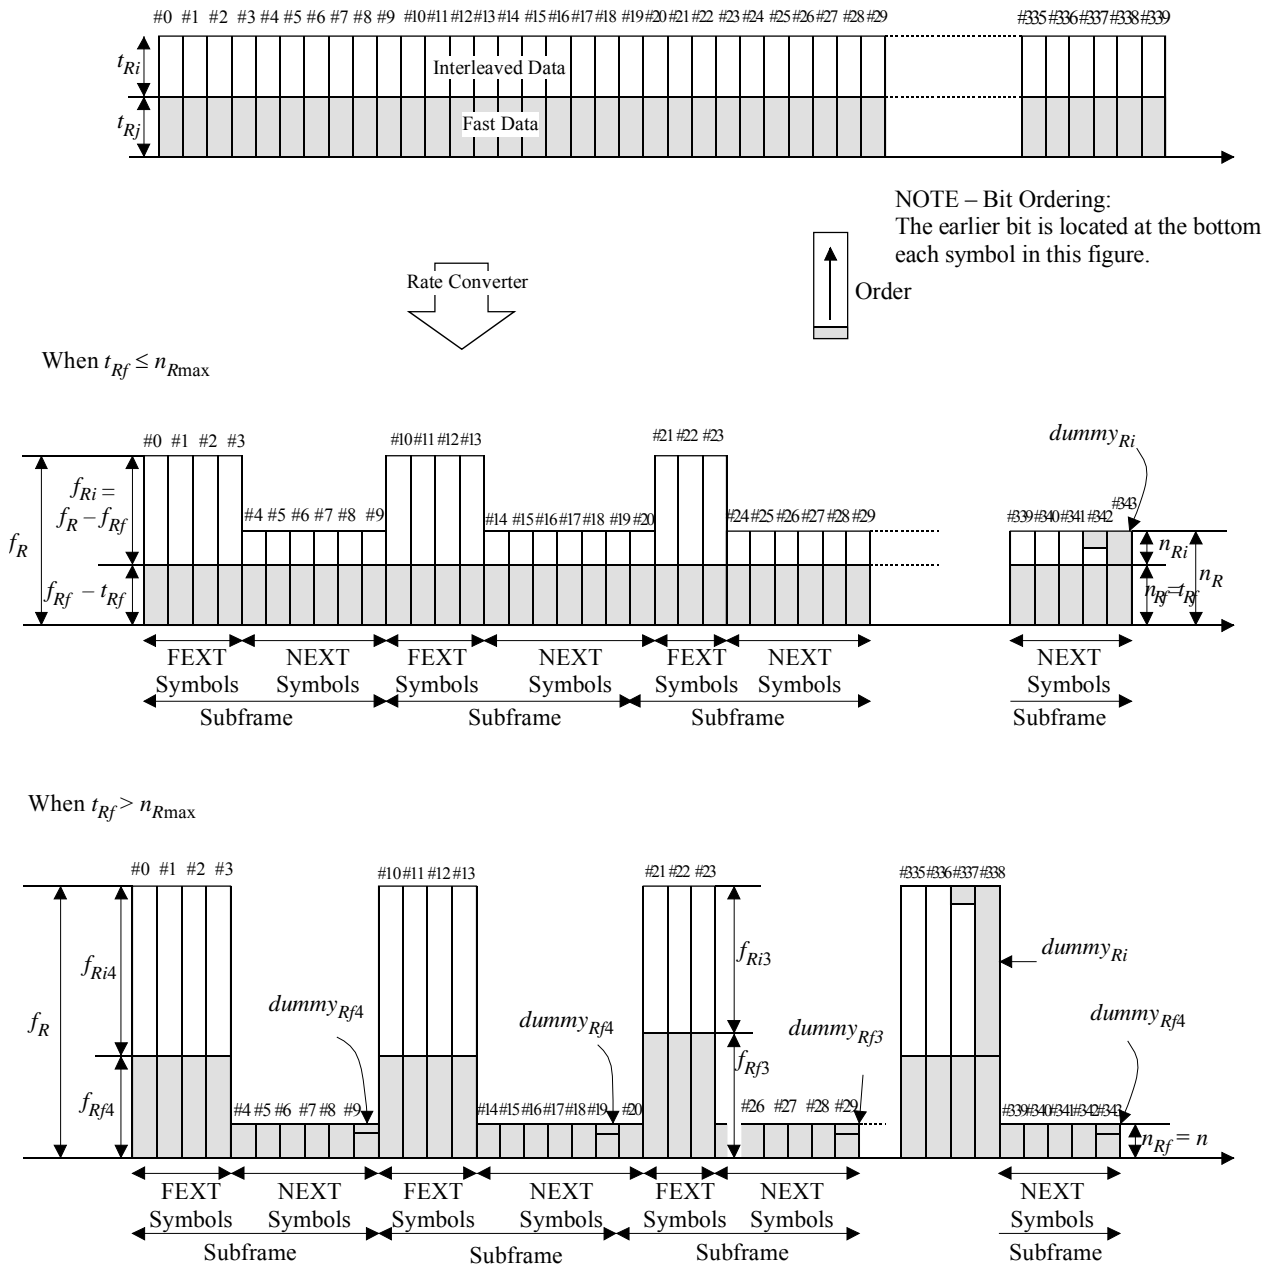 #0 #1 #2 #3 #4 #5 #6 #7 #8 #9 #10 #11 #12 #13 #14 #15 #16 #17 #18 #19 #20 #21 #22 #23 #24 #25 #26 #27 #28 #29 #335 #336 #337 #338 #339
tRi
Interleaved Data
tRj
Fast Data
NOTE – Bit Ordering:
The earlier bit is located at the bottom
each symbol in this figure.
Rate Converter
Order
When tRf ≤ nRmax
#0 #1 #2 #3 #10 #11 #12 #13 #21 #22 #23
dummyRi
#4 #5 #6 #7 #8 #9 #14 #15 #16 #17 #18 #19 #20 #24 #25 #26 #27 #28 #29 #339 #340 #341 #342 #343
fRi =
fR – fRf
fR
fRf – tRf
nRi
nR
nRf = tRf
FEXT Symbols
NEXT Symbols
FEXT Symbols
NEXT Symbols
FEXT Symbols
NEXT Symbols
NEXT Symbols
Subframe Subframe Subframe Subframe
When tRf > nRmax
#0 #1 #2 #3 #10 #11 #12 #13 #21 #22 #23 #335 #336 #337 #338
fR
fRi4
fRi3
dummyRi
dummyRf4
dummyRf4
dummyRf3
dummyRf4
fRf4
fRf3
#4 #5 #6 #7 #8 #9 #14 #15 #16 #17 #18 #19 #20 #26 #27 #28 #29 #339 #340 #341 #342 #343
nRf = n
FEXT Symbols
NEXT Symbols
FEXT Symbols
NEXT Symbols
FEXT Symbols
NEXT Symbols
NEXT Symbols
Subframe Subframe Subframe Subframe